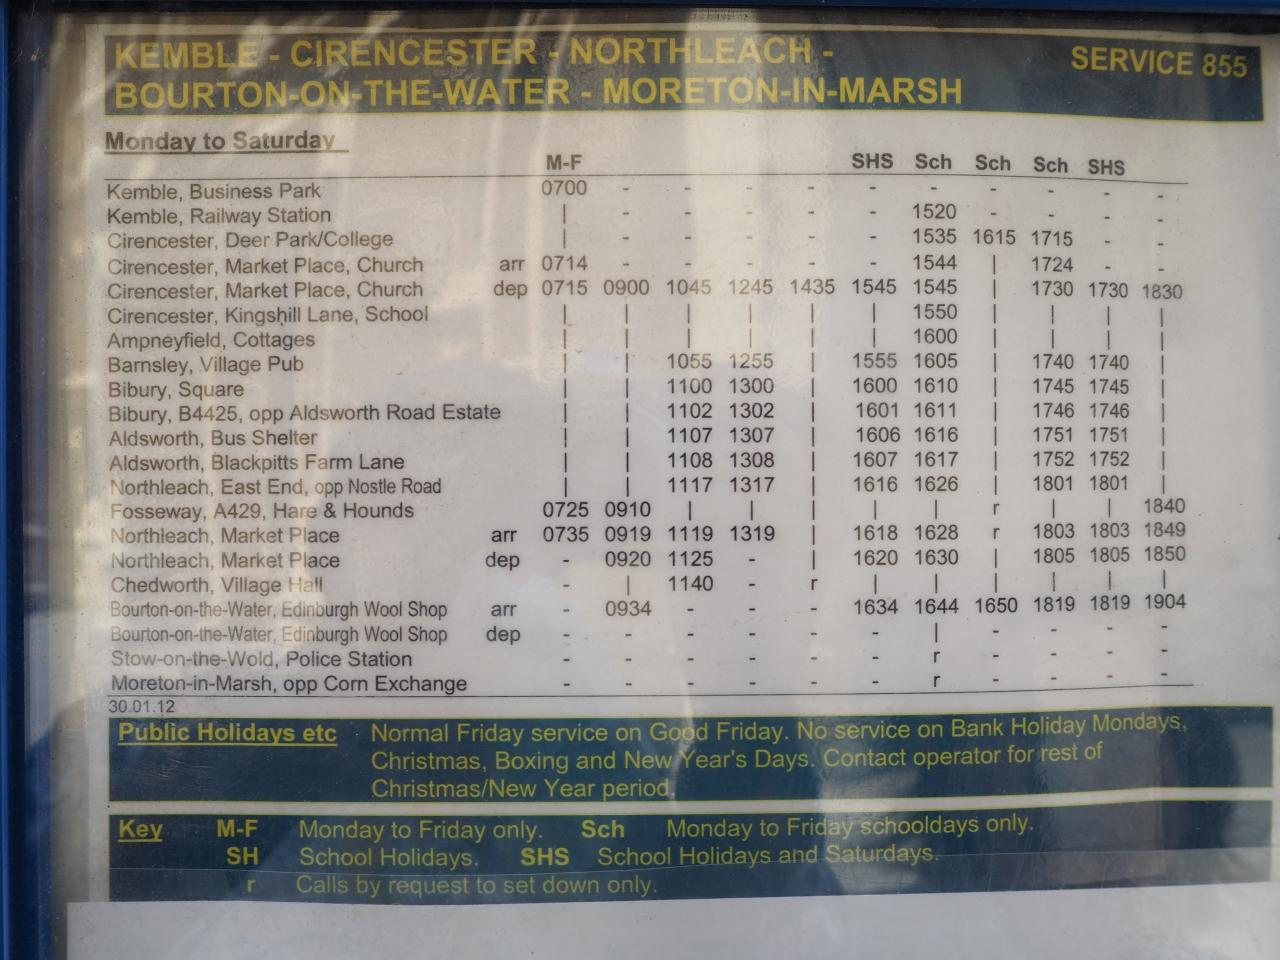 KEMBLE - CIRENCESTER - NORTHLEACH - SERVICE 855
BOURTON-ON-THE-WATER - MORETON-IN-MARSH
Monday to Saturday
M-F SHS Sch Sch Sch SHS
Kemble, Business Park 0700 - - - - - - - - - -
Kemble, Railway Station | - - - - - 1520 - - - -
Cirencester, Deer Park/College | - - - - - 1535 1615 1715 - -
Cirencester, Market Place, Church arr 0714 - - - - - 1544 | 1724 - -
Cirencester, Market Place, Church dep 0715 0900 1045 1245 1435 1545 1545 | 1730 1730 1830
Cirencester, Kingshill Lane, School | | | | | | 1550 | | | |
Ampneyfield, Cottages | | | | | | 1600 | | | |
Barnsley, Village Pub | | 1055 1255 | 1555 1605 | 1740 1740 |
Bibury, Square | | 1100 1300 | 1600 1610 | 1745 1745 |
Bibury, B4425, opp Aldsworth Road Estate | | 1102 1302 | 1601 1611 | 1746 1746 |
Aldsworth, Bus Shelter | | 1107 1307 | 1606 1616 | 1751 1751 |
Aldsworth, Blackpitts Farm Lane | | 1108 1308 | 1607 1617 | 1752 1752 |
Northleach, East End, opp Nostle Road | | 1117 1317 | 1616 1626 | 1801 1801 |
Fosseway, A429, Hare & Hounds 0725 0910 | | | | | r | | 1840
Northleach, Market Place arr 0735 0919 1119 1319 | 1618 1628 r 1803 1803 1849
Northleach, Market Place dep - 0920 1125 - | 1620 1630 | 1805 1805 1850
Chedworth, Village Hall - | 1140 - r | | | | | |
Bourton-on-the-Water, Edinburgh Wool Shop arr - 0934 - - - 1634 1644 1650 1819 1819 1904
Bourton-on-the-Water, Edinburgh Wool Shop dep - - - - - - | - - - -
Stow-on-the-Wold, Police Station - - - - - - r - - - -
Moreton-in-Marsh, opp Corn Exchange - - - - - - r - - - -
30.01.12
Public Holidays etc Normal Friday service on Good Friday. No service on Bank Holiday Mondays,
Christmas, Boxing and New Year's Days. Contact operator for rest of
Christmas/New Year period.
Key M-F Monday to Friday only. Sch Monday to Friday schooldays only.
SH School Holidays. SHS School Holidays and Saturdays.
r Calls by request to set down only.